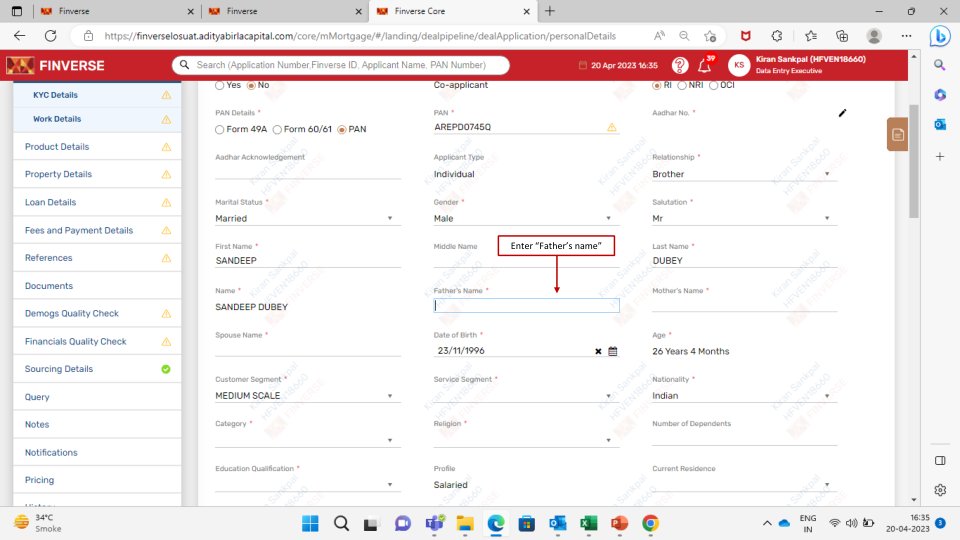 Finverse
Finverse
Finverse Core
https://finverselosuat.adityabirlacapital.com/core/mMortgage/#/landing/dealpipeline/dealApplication/personalDetails
FINVERSE
Search (Application Number,Finverse ID, Applicant Name, PAN Number)
20 Apr 2023 16:35
39
KS
Kiran Sankpal (HFVEN18660)
Data Entry Executive
KYC Details
Work Details
Product Details
Property Details
Loan Details
Fees and Payment Details
References
Documents
Demogs Quality Check
Financials Quality Check
Sourcing Details
Query
Notes
Notifications
Pricing
Yes No Co-applicant RI NRI OCI
PAN Details * PAN * Aadhar No. *
Form 49A Form 60/61 PAN AREPD0745Q
Aadhar Acknowledgement Applicant Type Relationship *
Individual Brother
Marital Status * Gender * Salutation *
Married Male Mr
First Name * Middle Name Last Name *
Enter "Father's name"
SANDEEP DUBEY
Name * Father's Name * Mother's Name *
SANDEEP DUBEY
Spouse Name * Date of Birth * Age *
23/11/1996 26 Years 4 Months
Customer Segment * Service Segment * Nationality *
MEDIUM SCALE Indian
Category * Religion * Number of Dependents
Education Qualification * Profile Current Residence
Salaried
Kiran Sankpal
HFVEN18660
FINVERSE
34°C
Smoke
ENG
IN
16:35
20-04-2023
3